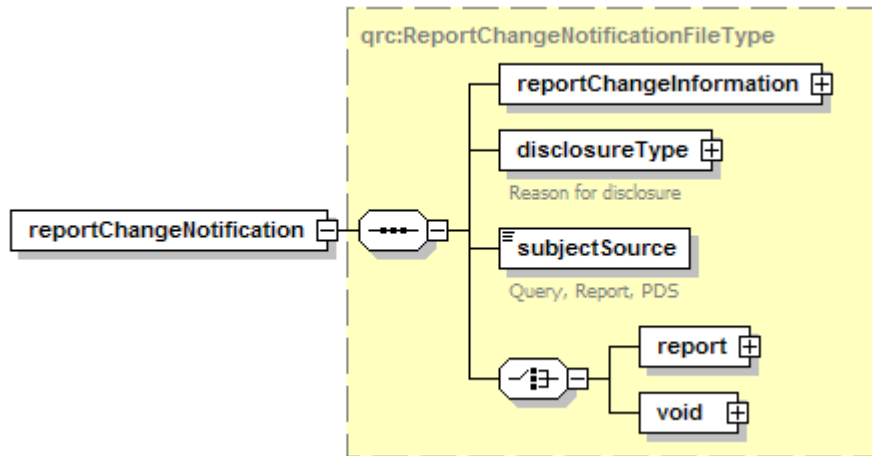 qrc:ReportChangeNotificationFileType
reportChangeInformation
disclosureType
Reason for disclosure
reportChangeNotification
subjectSource
Query, Report, PDS
report
void